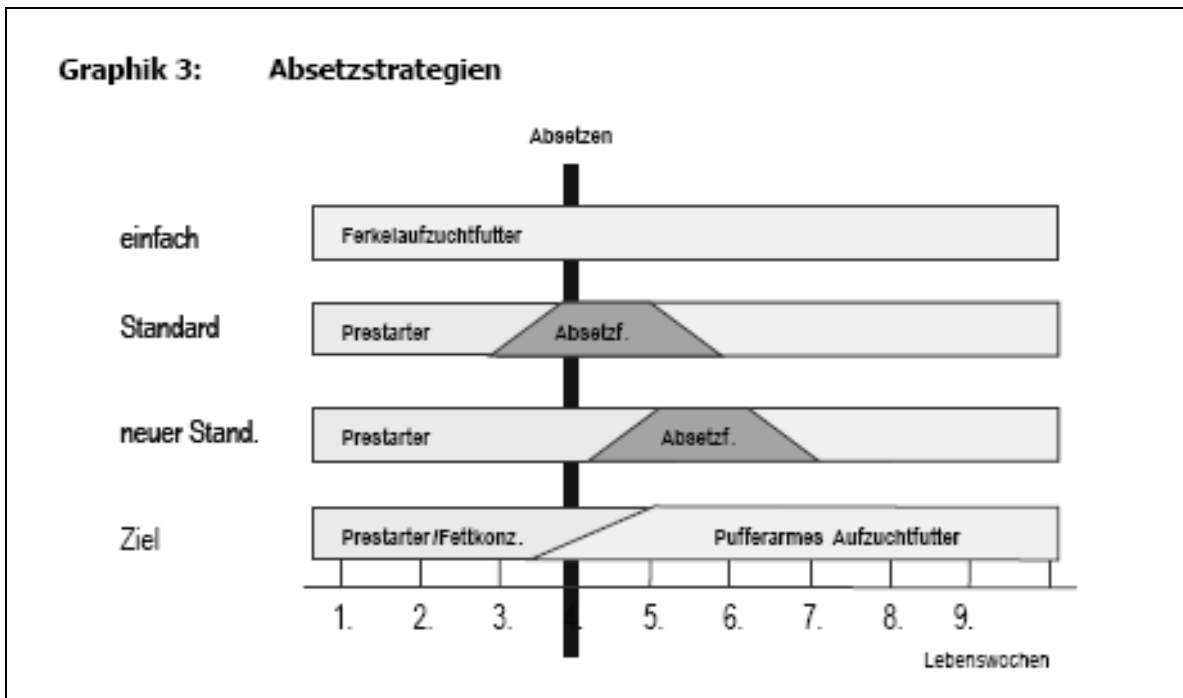 Graphik 3: Absetzstrategien
Absetzen
einfach
Ferkelaufzuchtfutter
Standard
Prestarter
Absetzf.
neuer Stand.
Prestarter
Absetzf.
Ziel
Prestarter/Fettkonz.
Pufferarmes Aufzuchtfutter
1. 2. 3. 4. 5. 6. 7. 8. 9.
Lebenswochen